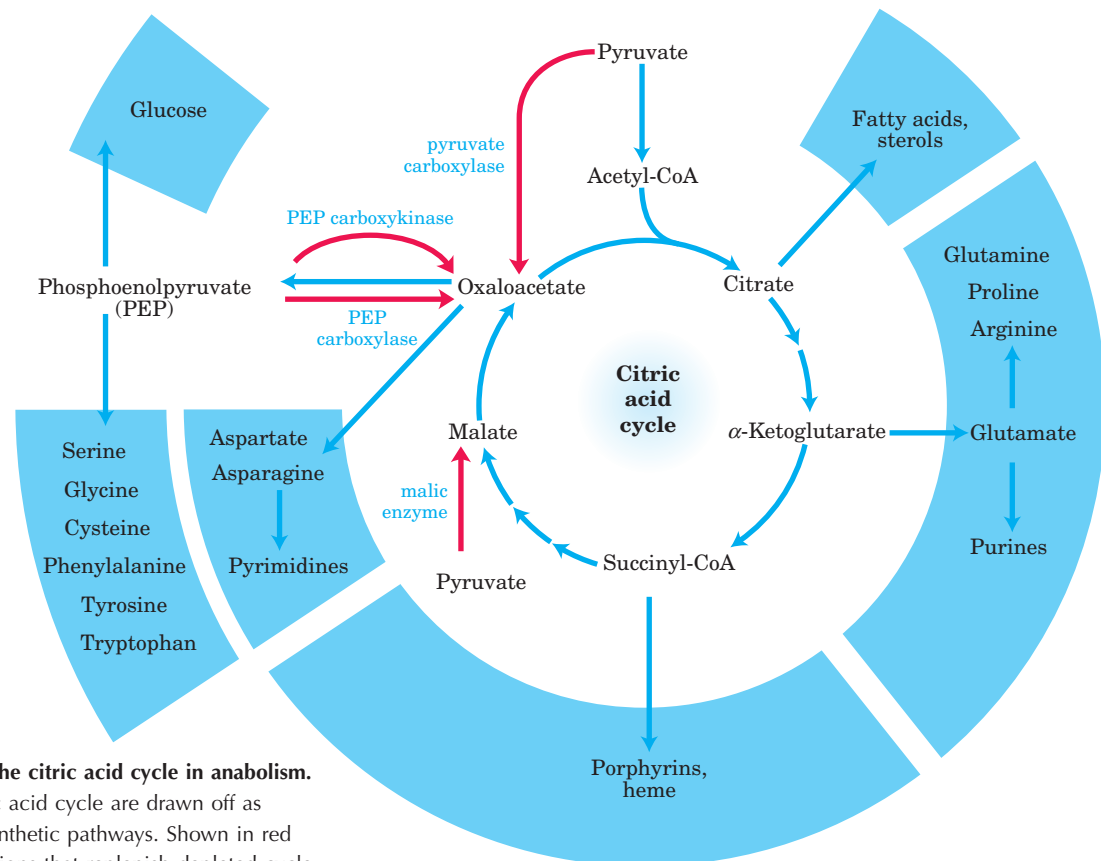 Pyruvate
Glucose
Fatty acids,
sterols
pyruvate
carboxylase
Acetyl-CoA
PEP carboxykinase
Glutamine
Phosphoenolpyruvate
(PEP)
Oxaloacetate
Citrate
Proline
Arginine
PEP
carboxylase
Citric
acid
cycle
Malate
α-Ketoglutarate
Glutamate
Aspartate
Asparagine
Serine
Glycine
Cysteine
Phenylalanine
Tyrosine
Tryptophan
malic
enzyme
Pyrimidines
Pyruvate
Succinyl-CoA
Purines
Porphyrins,
heme
he citric acid cycle in anabolism.
c acid cycle are drawn off as
nthetic pathways. Shown in red